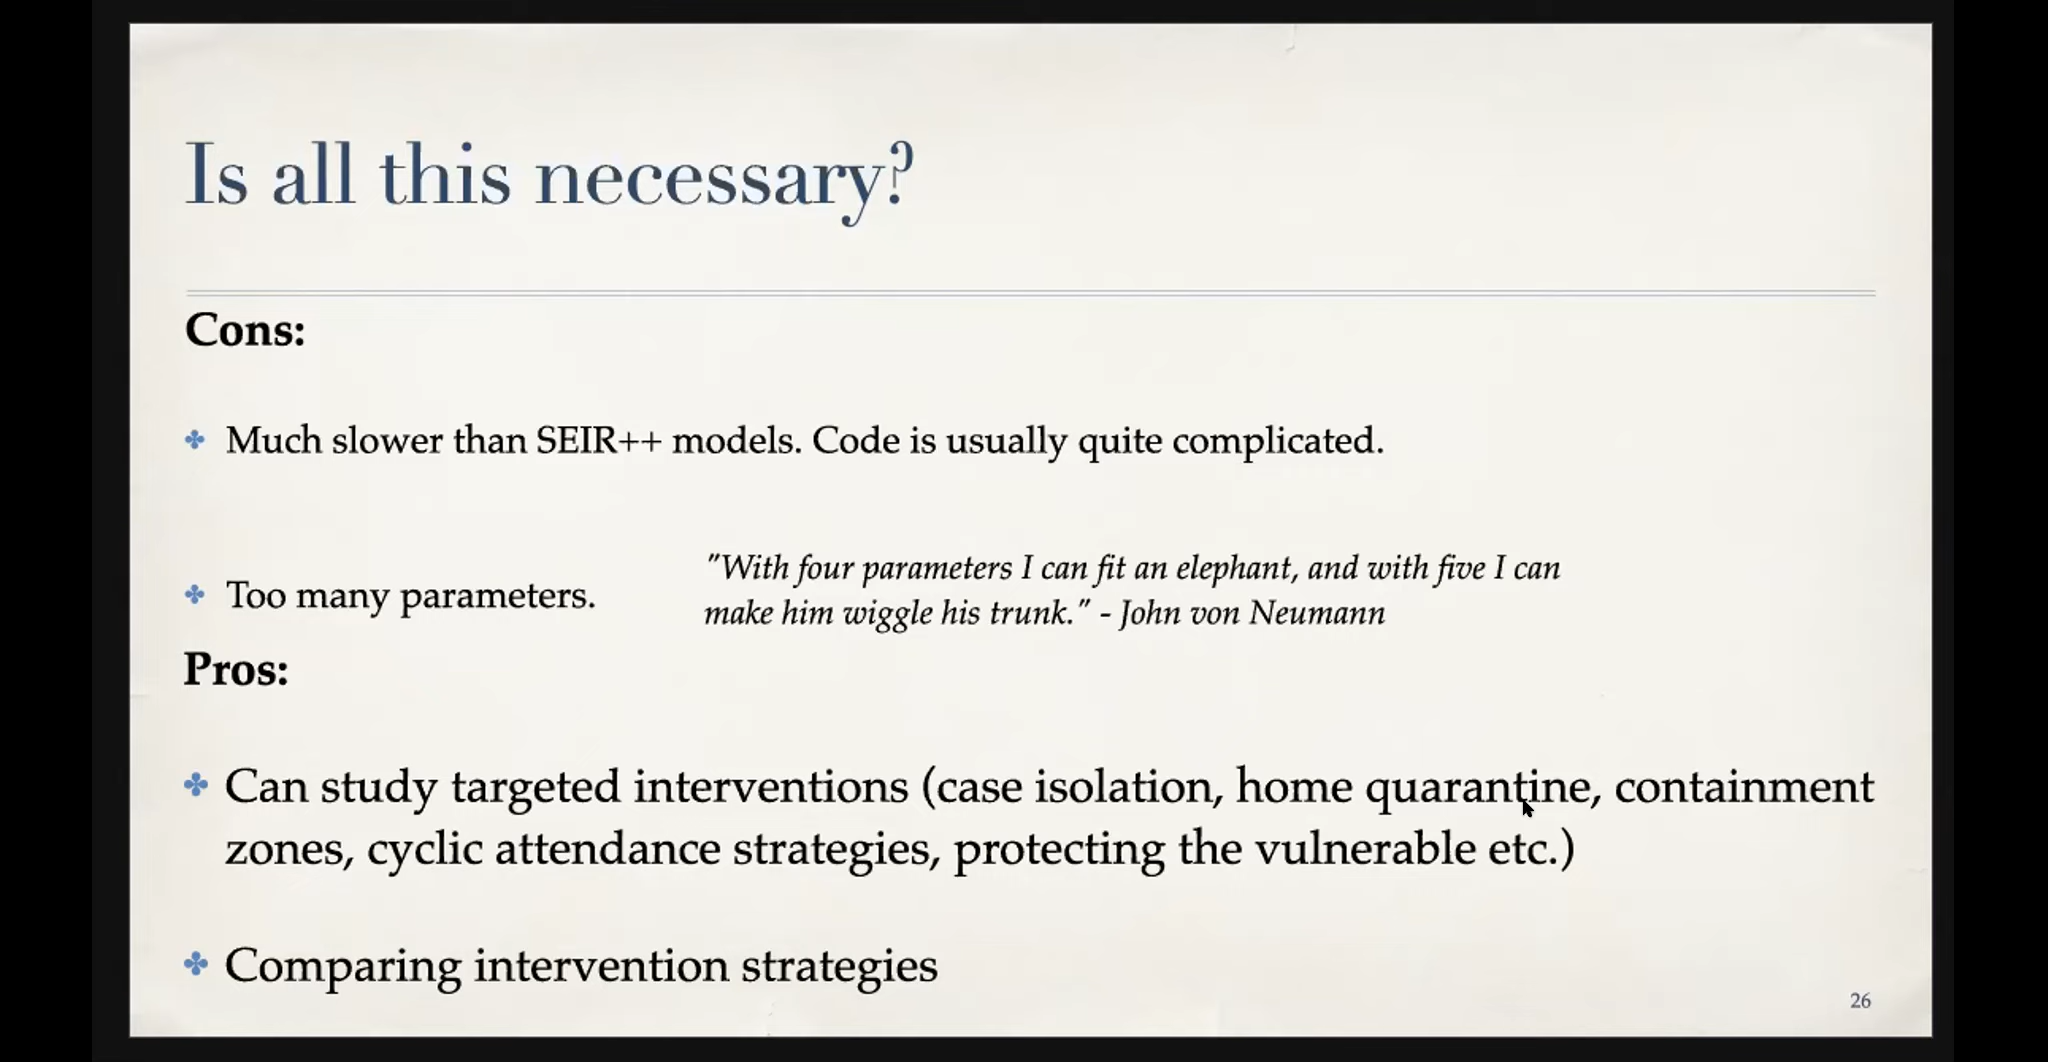 Is all this necessary?
Cons:
Much slower than SEIR++ models. Code is usually quite complicated.
Too many parameters.
"With four parameters I can fit an elephant, and with five I can
make him wiggle his trunk." - John von Neumann
Pros:
Can study targeted interventions (case isolation, home quarantine, containment
zones, cyclic attendance strategies, protecting the vulnerable etc.)
Comparing intervention strategies
26